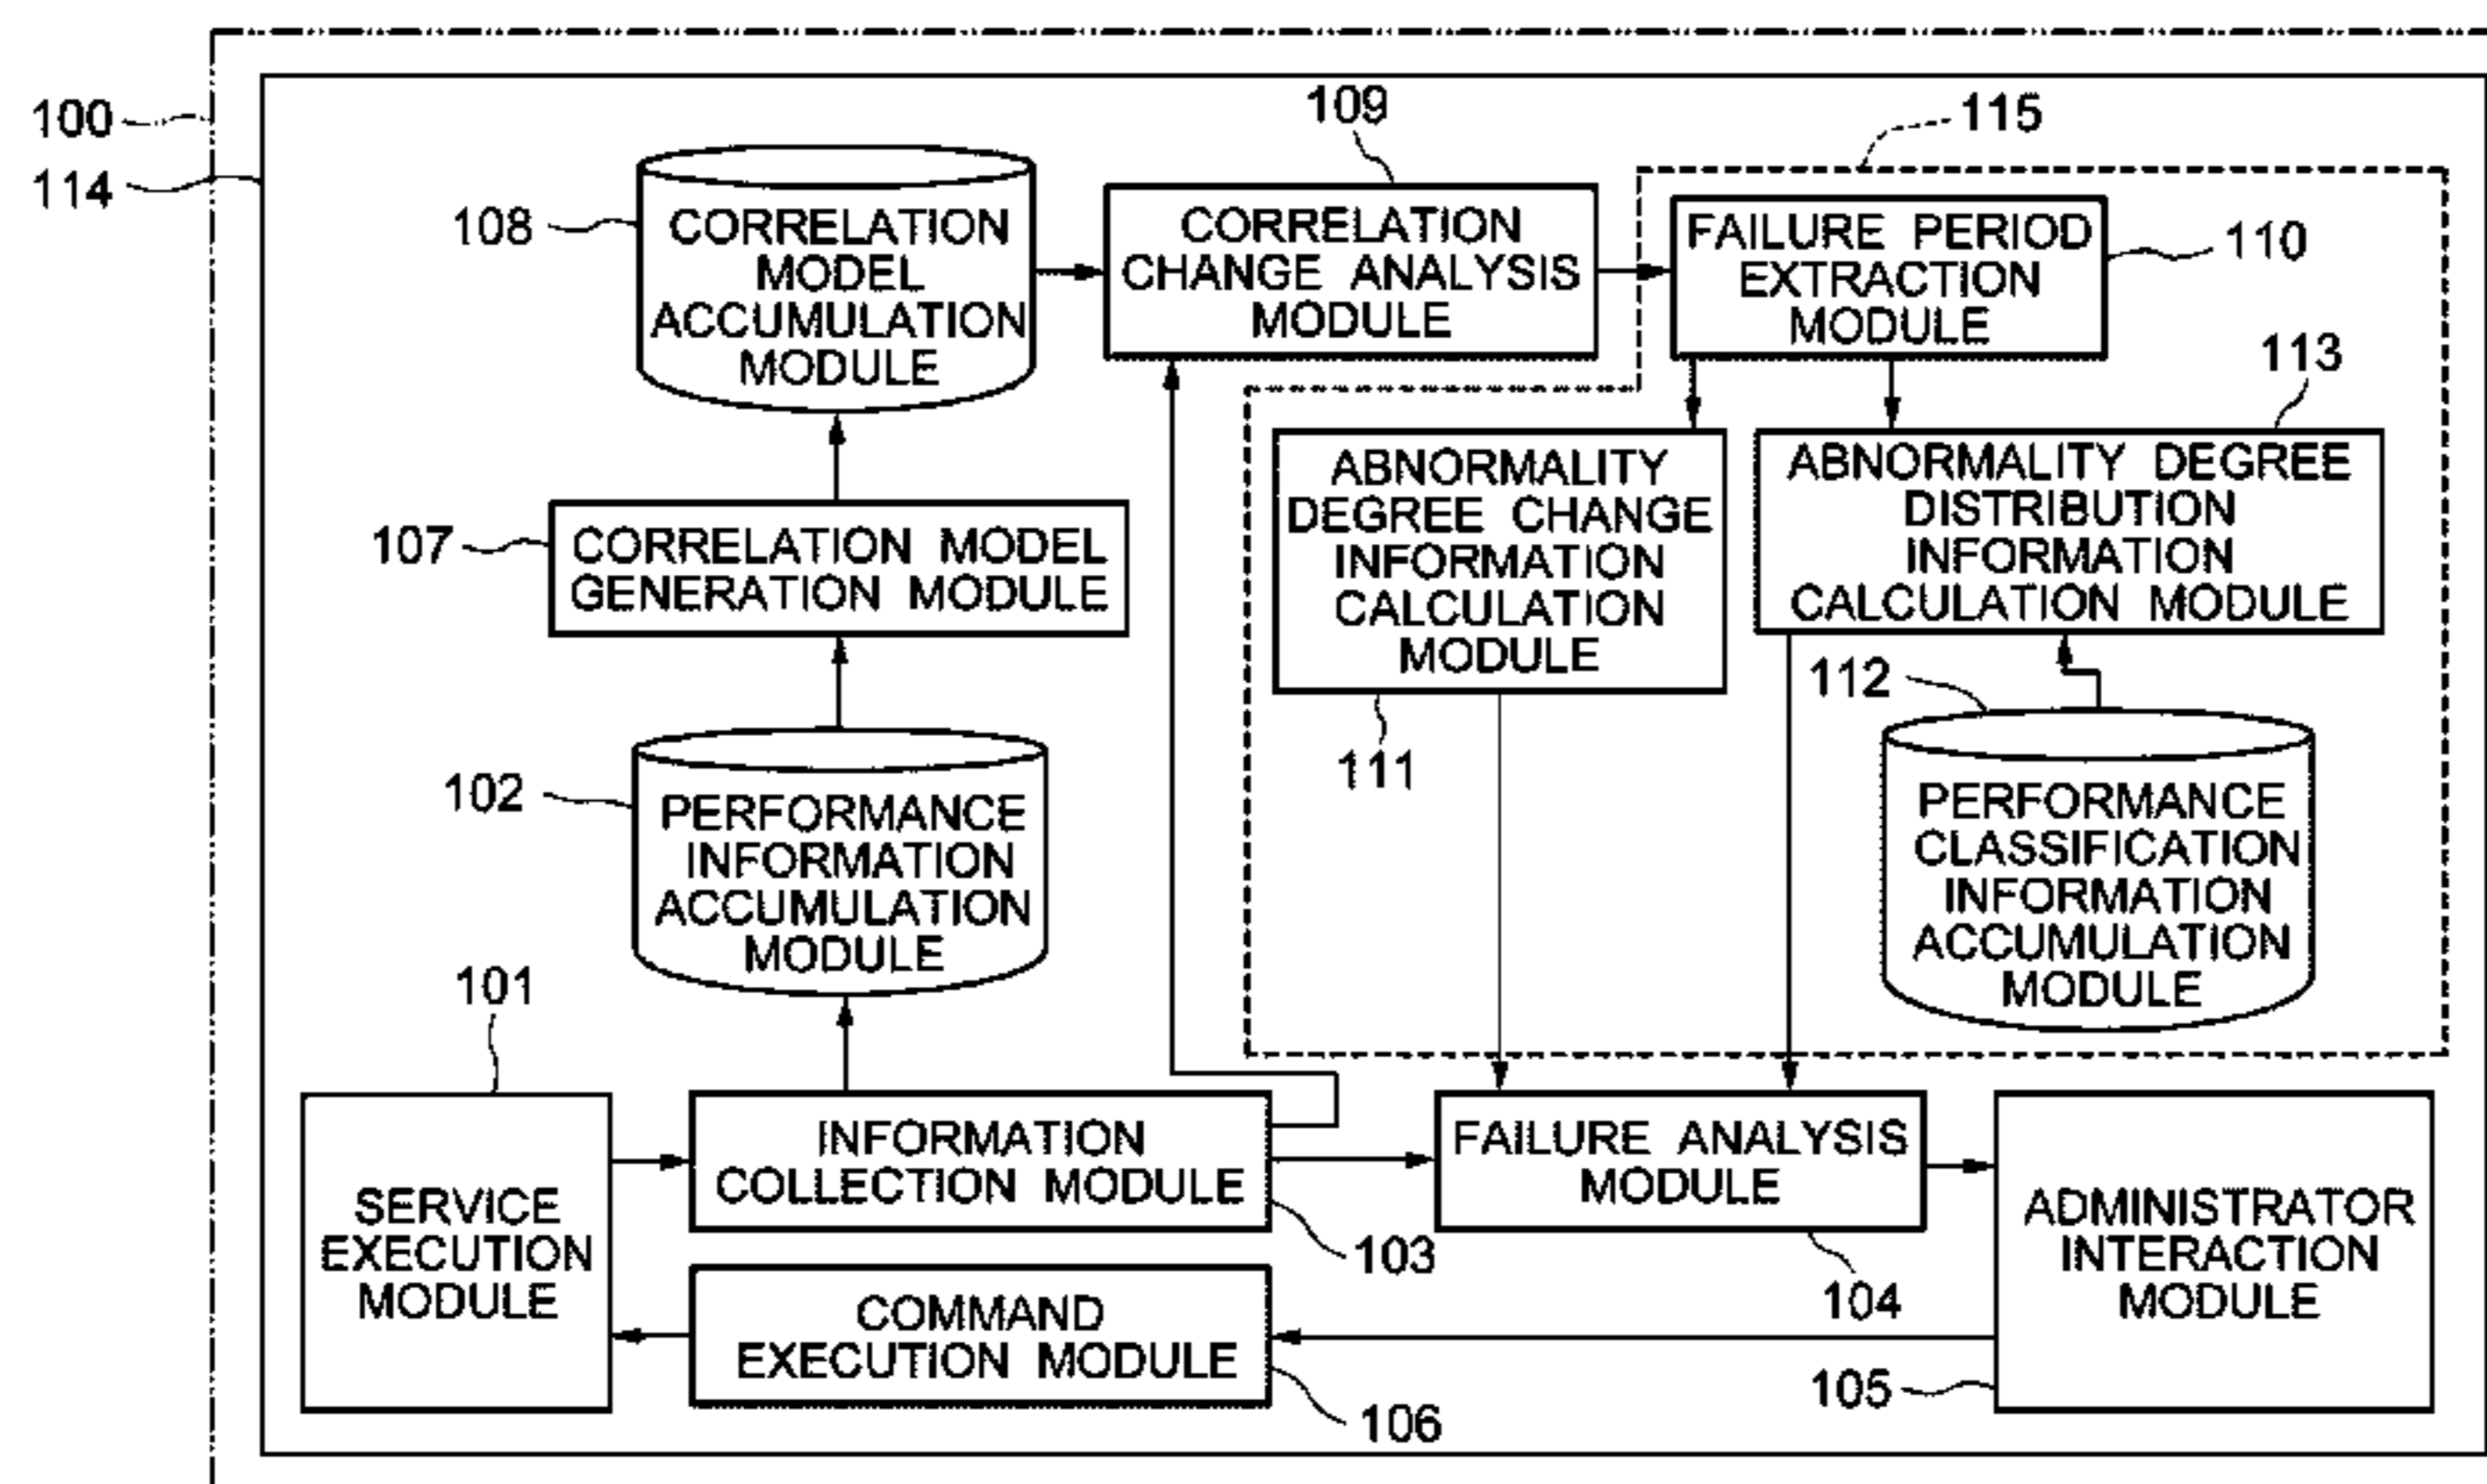 100
114
109
115
108
CORRELATION
MODEL
ACCUMULATION
MODULE
CORRELATION
CHANGE ANALYSIS
MODULE
FAILURE PERIOD
EXTRACTION
MODULE
110
113
107
CORRELATION MODEL
GENERATION MODULE
ABNORMALITY
DEGREE CHANGE
INFORMATION
CALCULATION
MODULE
ABNORMALITY DEGREE
DISTRIBUTION
INFORMATION
CALCULATION MODULE
111
112
102
PERFORMANCE
INFORMATION
ACCUMULATION
MODULE
PERFORMANCE
CLASSIFICATION
INFORMATION
ACCUMULATION
MODULE
101
SERVICE
EXECUTION
MODULE
INFORMATION
COLLECTION MODULE
103
FAILURE ANALYSIS
MODULE
104
ADMINISTRATOR
INTERACTION
MODULE
105
COMMAND
EXECUTION MODULE
106